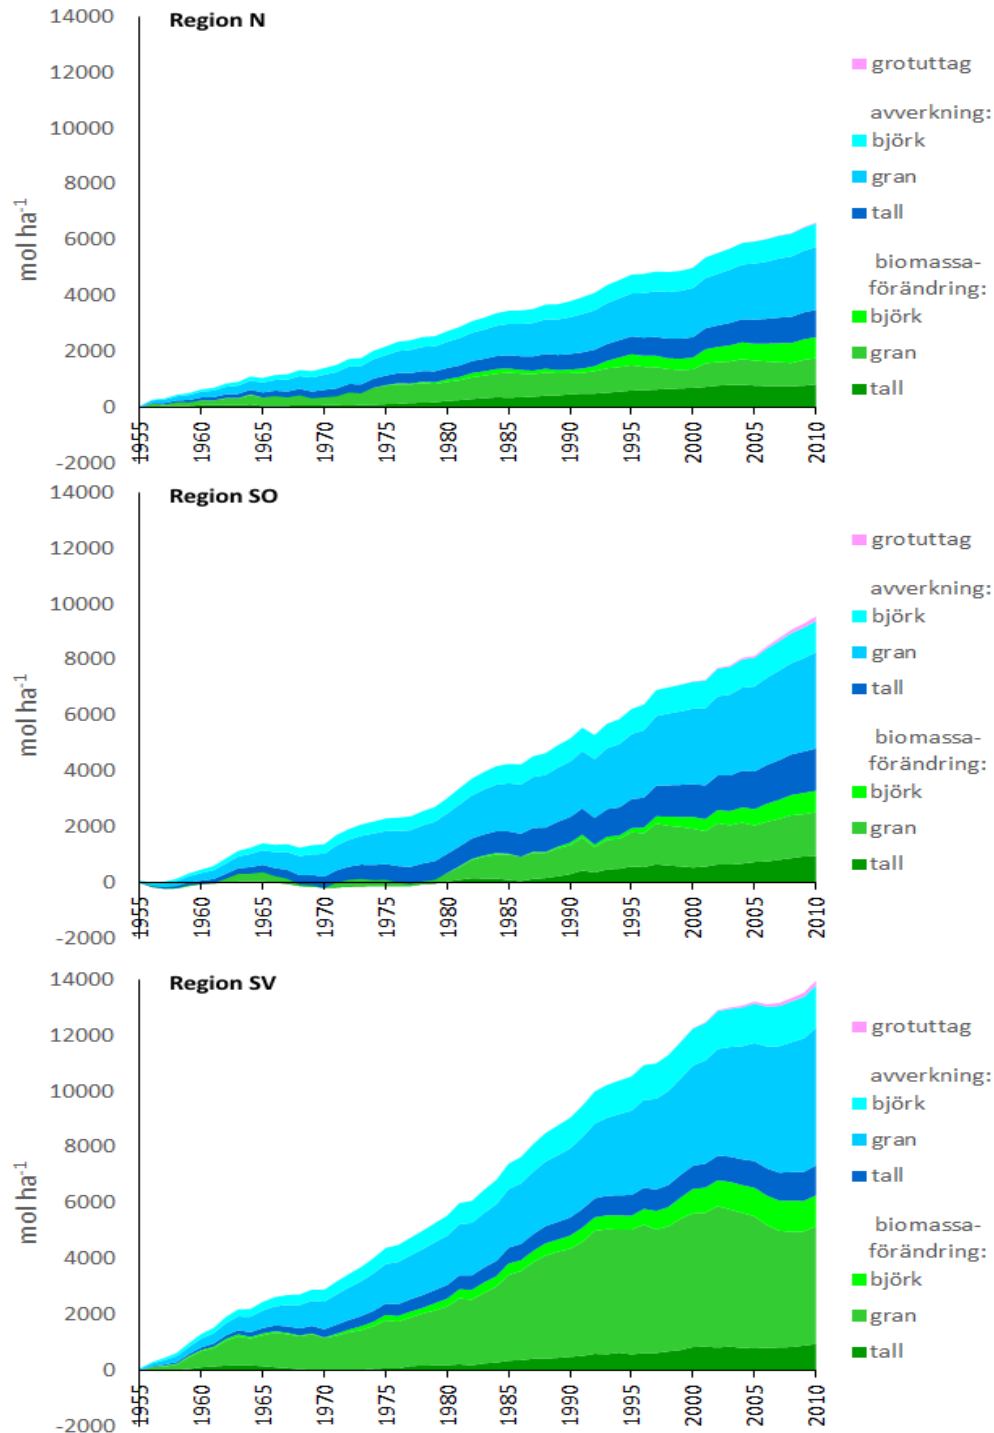 Region N
14000
12000
10000
8000
6000
4000
2000
0
-2000
mol ha⁻¹
1955
1960
1965
1970
1975
1980
1985
1990
1995
2000
2005
2010
grotuttag
avverkning:
björk
gran
tall
biomassa-
förändring:
björk
gran
tall
Region SO
14000
12000
10000
8000
6000
4000
2000
0
-2000
mol ha⁻¹
1955
1960
1965
1970
1975
1980
1985
1990
1995
2000
2005
2010
grotuttag
avverkning:
björk
gran
tall
biomassa-
förändring:
björk
gran
tall
Region SV
14000
12000
10000
8000
6000
4000
2000
0
-2000
mol ha⁻¹
1955
1960
1965
1970
1975
1980
1985
1990
1995
2000
2005
2010
grotuttag
avverkning:
björk
gran
tall
biomassa-
förändring:
björk
gran
tall